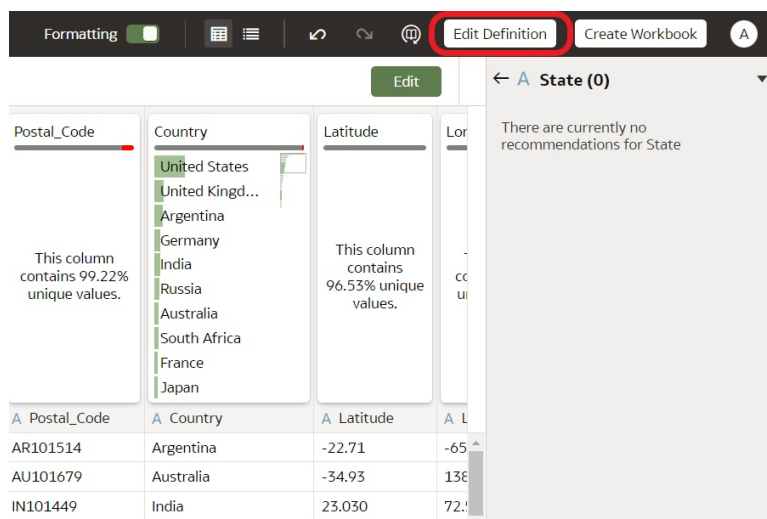 Formatting
Edit Definition
Create Workbook
A
Edit
A State (0)
There are currently no
recommendations for State
Postal_Code
This column
contains 99.22%
unique values.
Country
United States
United Kingd...
Argentina
Germany
India
Russia
Australia
South Africa
France
Japan
Latitude
This column
contains
96.53% unique
values.
A Postal_Code A Country A Latitude A L
AR101514 Argentina -22.71 -65
AU101679 Australia -34.93 138
IN101449 India 23.030 72.